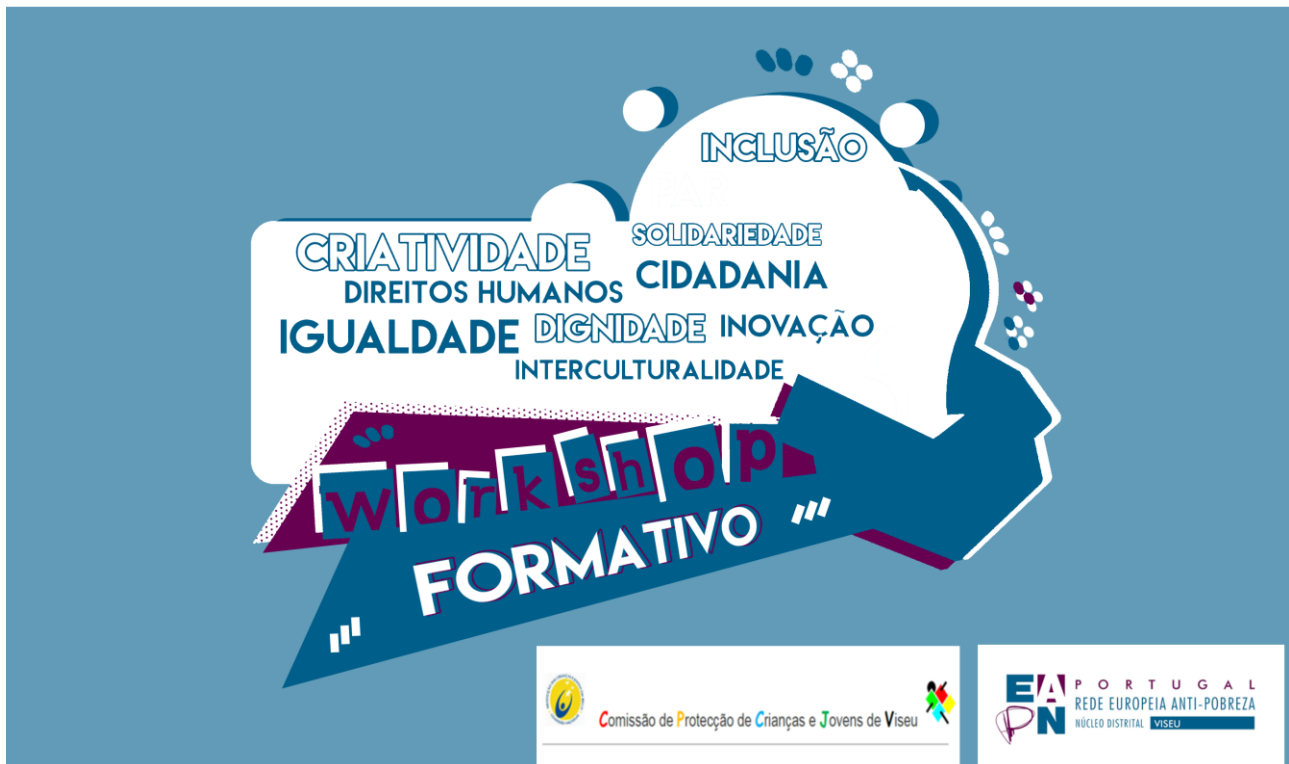 INCLUSÃO
CRIATIVIDADE
SOLIDARIEDADE
DIREITOS HUMANOS
CIDADANIA
IGUALDADE
DIGNIDADE
INOVAÇÃO
INTERCULTURALIDADE
workshop
FORMATIVO
Comissão de Protecção de Crianças e Jovens de Viseu
EAPN
PORTUGAL
REDE EUROPEIA ANTI-POBREZA
NÚCLEO DISTRITAL VISEU